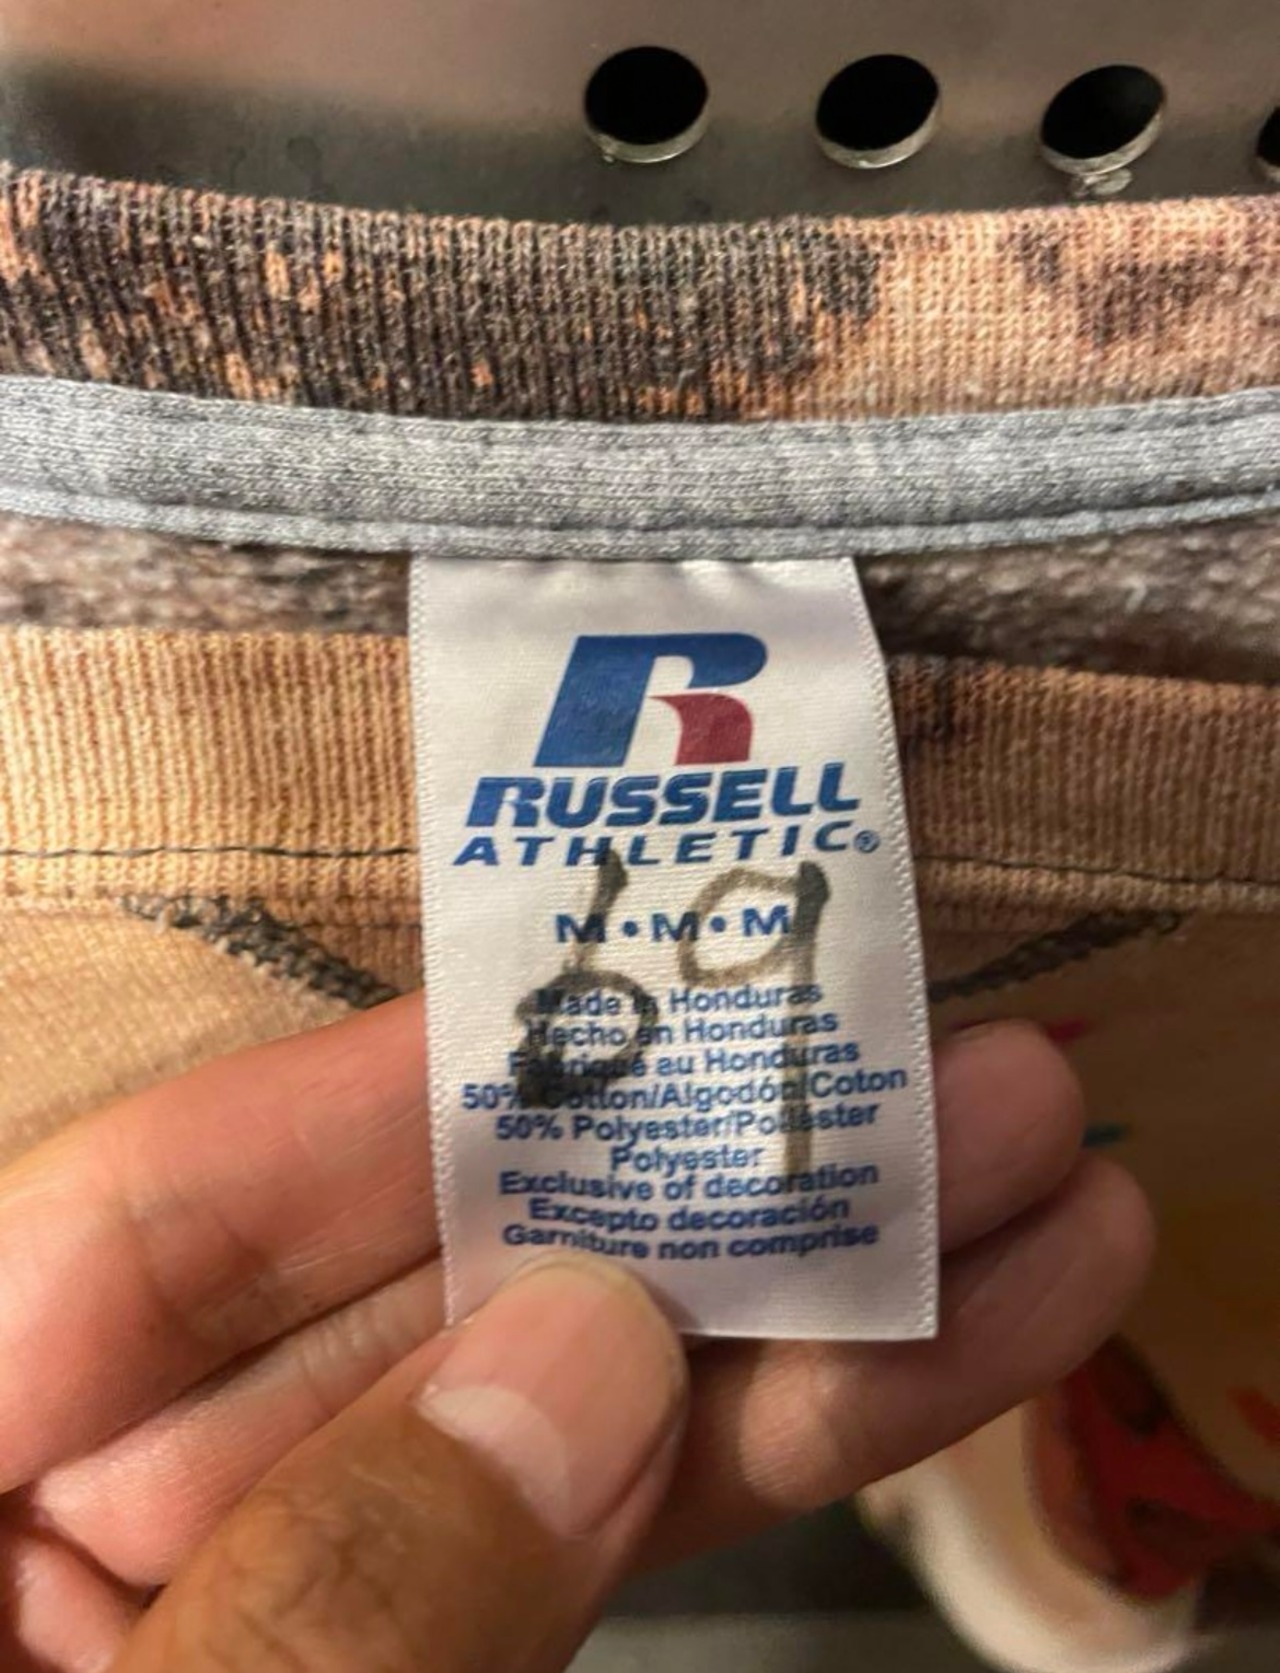 R
RUSSELL
ATHLETIC®
69
M • M • M
Made in Honduras
Hecho en Honduras
Fabriqué au Honduras
50% Cotton/Algodón/Coton
50% Polyester/Poliéster
Polyester
Exclusive of decoration
Excepto decoración
Garniture non comprise